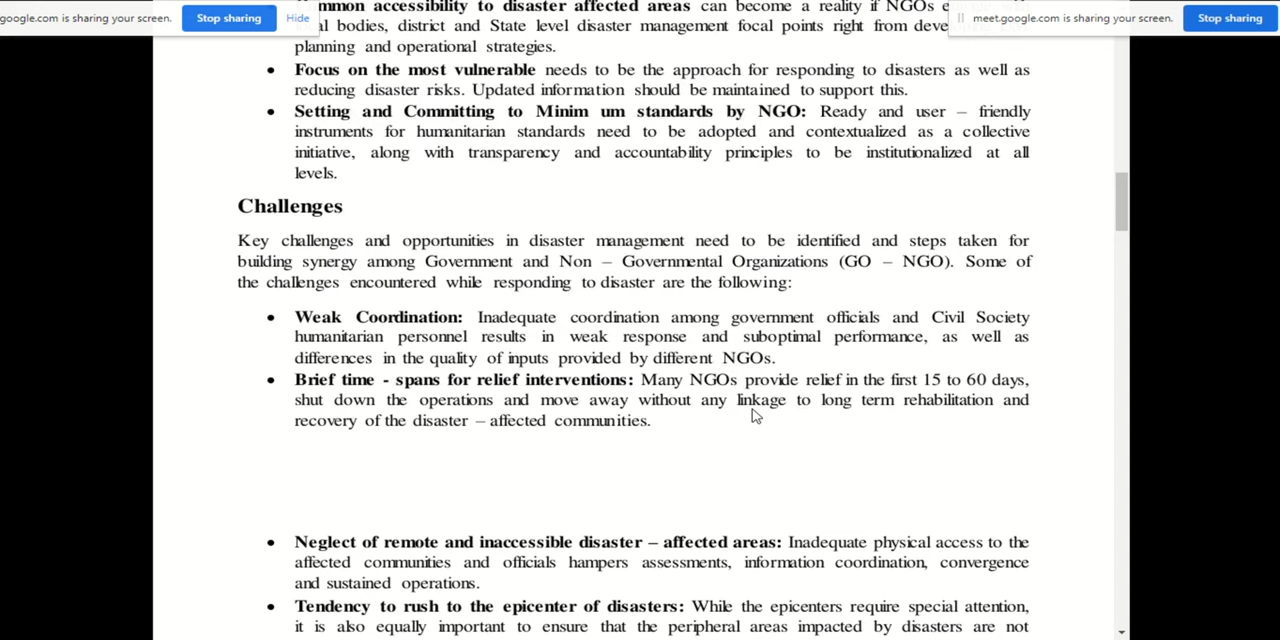 google.com is sharing your screen. Stop sharing Hide
meet.google.com is sharing your screen. Stop sharing
ommon accessibility to disaster affected areas can become a reality if NGOs
al bodies, district and State level disaster management focal points right from
planning and operational strategies.
• Focus on the most vulnerable needs to be the approach for responding to disasters as well as
reducing disaster risks. Updated information should be maintained to support this.
• Setting and Committing to Minim um standards by NGO: Ready and user – friendly
instruments for humanitarian standards need to be adopted and contextualized as a collective
initiative, along with transparency and accountability principles to be institutionalized at all
levels.
Challenges
Key challenges and opportunities in disaster management need to be identified and steps taken for
building synergy among Government and Non – Governmental Organizations (GO – NGO). Some of
the challenges encountered while responding to disaster are the following:
• Weak Coordination: Inadequate coordination among government officials and Civil Society
humanitarian personnel results in weak response and suboptimal performance, as well as
differences in the quality of inputs provided by different NGOs.
• Brief time - spans for relief interventions: Many NGOs provide relief in the first 15 to 60 days,
shut down the operations and move away without any linkage to long term rehabilitation and
recovery of the disaster – affected communities.
• Neglect of remote and inaccessible disaster – affected areas: Inadequate physical access to the
affected communities and officials hampers assessments, information coordination, convergence
and sustained operations.
• Tendency to rush to the epicenter of disasters: While the epicenters require special attention,
it is also equally important to ensure that the peripheral areas impacted by disasters are not